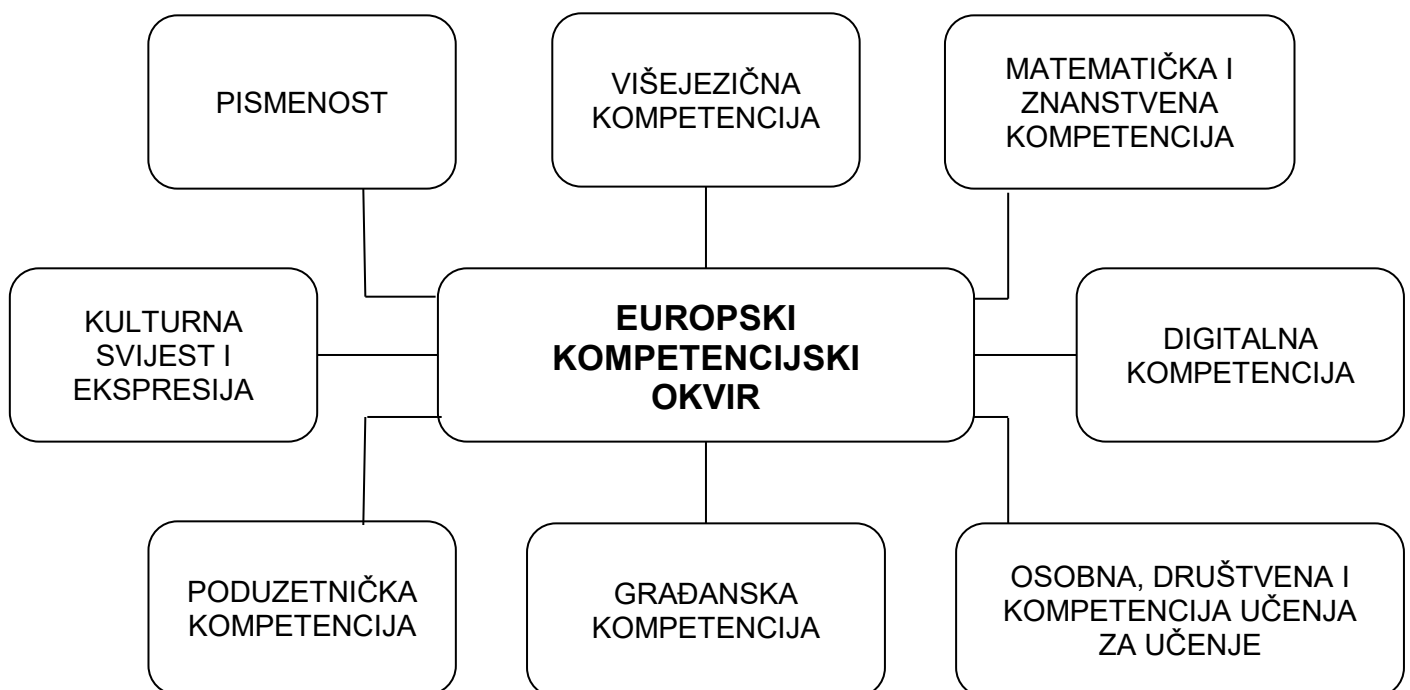 PISMENOST
VIŠEJEZIČNA
KOMPETENCIJA
MATEMATIČKA I
ZNANSTVENA
KOMPETENCIJA
KULTURNA
SVIJEST I
EKSPRESIJA
EUROPSKI
KOMPETENCIJSKI
OKVIR
DIGITALNA
KOMPETENCIJA
PODUZETNIČKA
KOMPETENCIJA
GRAĐANSKA
KOMPETENCIJA
OSOBNA, DRUŠTVENA I
KOMPETENCIJA UČENJA
ZA UČENJE